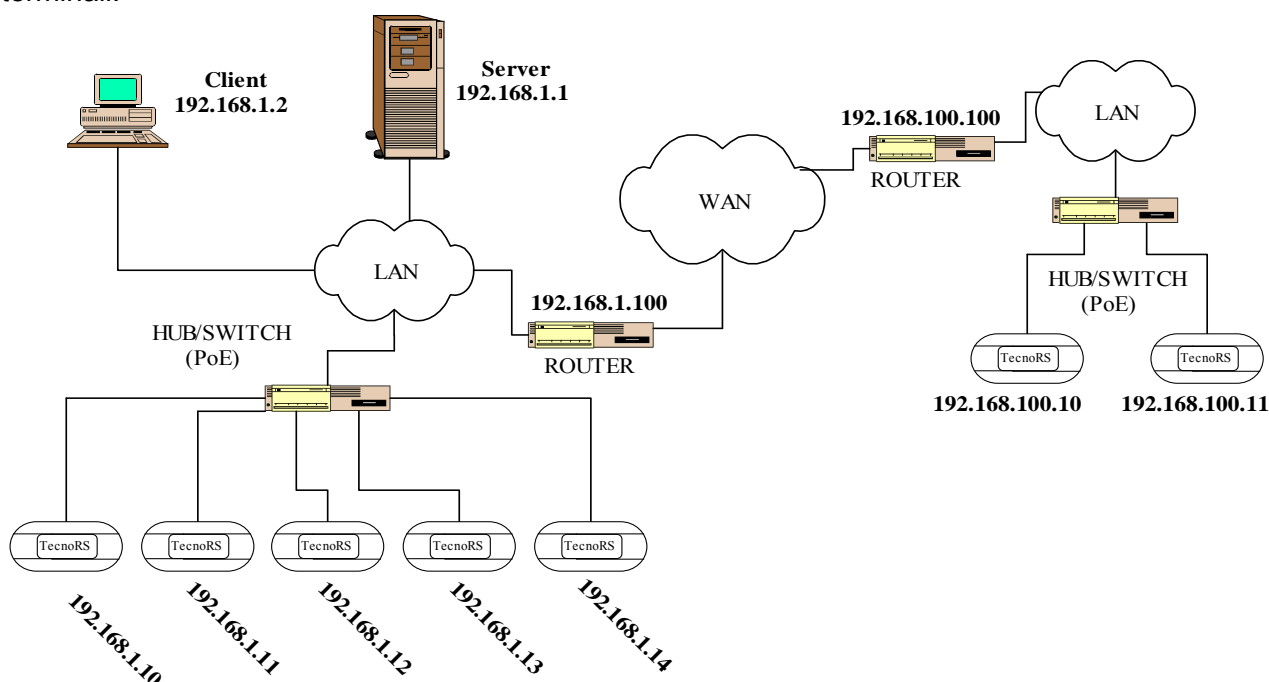 Client
192.168.1.2
Server
192.168.1.1
192.168.100.100
ROUTER
LAN
WAN
HUB/SWITCH
(PoE)
LAN
192.168.1.100
ROUTER
HUB/SWITCH
(PoE)
TecnoRS
TecnoRS
192.168.100.10
192.168.100.11
TecnoRS
TecnoRS
TecnoRS
TecnoRS
TecnoRS
192.168.1.10
192.168.1.11
192.168.1.12
192.168.1.13
192.168.1.14